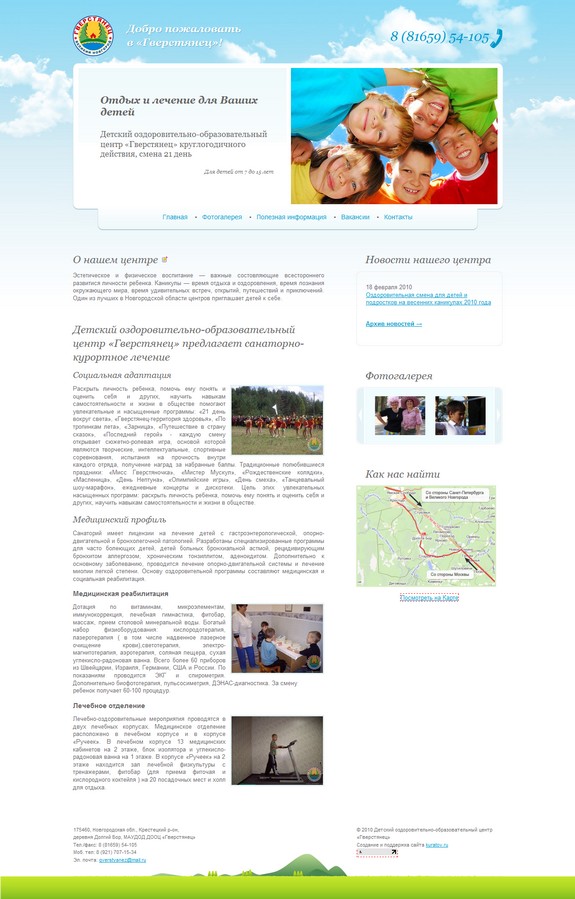 ГВЕРСТЯНЕЦ
Добро пожаловать
в «Гверстянец»!
8 (81659) 54-105
Отдых и лечение для Ваших
детей
Детский оздоровительно-образовательный
центр «Гверстянец» круглогодичного
действия, смена 21 день
Для детей от 7 до 15 лет
Главная • Фотогалерея • Полезная информация • Вакансии • Контакты
О нашем центре
Эстетическое и физическое воспитание — важные составляющие всестороннего
развития личности ребенка. Каникулы — время отдыха и оздоровления, время познания
окружающего мира, время удивительных встреч, открытий, путешествий и приключений.
Один из лучших в Новгородской области центров приглашает детей к себе.
Детский оздоровительно-образовательный
центр «Гверстянец» предлагает санаторно-
курортное лечение
Социальная адаптация
Раскрыть личность ребенка, помочь ему понять и
оценить себя и других, научить навыкам
самостоятельности и жизни в обществе помогают
увлекательные и насыщенные программы: «21 день
вокруг света», «Гверстянец-территория здоровья», «По
тропинкам лета», «Зарница», «Путешествие в страну
сказок», «Последний герой» - каждую смену
открывает сюжетно-ролевая игра, основой которой
являются творческие, интеллектуальные, спортивные
соревнования, испытания на прочность внутри
каждого отряда, получение наград за набранные баллы. Традиционные полюбившиеся
праздники: «Мисс Гверстяночка», «Мистер Мускул», «Рождественские колядки»,
«Масленица», «День Нептуна», «Олимпийские игры», «День смеха», «Танцевальный
шоу-марафон», ежедневные концерты и дискотеки. Цель этих увлекательных
насыщенных программ: раскрыть личность ребенка, помочь ему понять и оценить себя и
других, научить навыкам самостоятельности и жизни в обществе.
Медицинский профиль
Санаторий имеет лицензии на лечение детей с гастроэнтерологической, опорно-
двигательной и бронхолегочной патологией. Разработаны специализированные программы
для часто болеющих детей, детей больных бронхиальной астмой, рецидивирующим
бронхитом аллергозом, хроническим тонзиллитом, аденоидитом. Дополнительно к
основному заболеванию, проводится лечение опорно-двигательной системы и лечение
миопии легкой степени. Основу оздоровительной программы составляют медицинская и
социальная реабилитация.
Медицинская реабилитация
Дотация по витаминам, микроэлементам,
иммунокоррекция, лечебная гимнастика, фитобар,
массаж, прием столовой минеральной воды. Богатый
набор физиоборудования: кислородотерапия,
лазеротерапия ( в том числе надвенное лазерное
очищение крови),светотерапия, электро-
магнитотерапия, аэротерапия, соляная пещера, сухая
углекисло-радоновая ванна. Всего более 60 приборов
из Швейцарии, Израиля, Германии, США и России. По
показаниям проводится ЭКГ и спирометрия.
Дополнительно биофототерапия, пульсосиметрия, ДЭНАС-диагностика. За смену
ребенок получает 60-100 процедур.
Лечебное отделение
Лечебно-оздоровительные мероприятия проводятся в
двух лечебных корпусах. Медицинское отделение
расположено в лечебном корпусе и в корпусе
«Ручеек». В лечебном корпусе 13 медицинских
кабинетов на 2 этаже, блок изолятора и углекисло-
радоновая ванна на 1 этаже. В корпусе «Ручеек» на 2
этаже находится зал лечебной физкультуры с
тренажерами, фитобар (для приема фиточая и
кислородного коктейля ) на 20 посадочных мест и холл
для отдыха.
Новости нашего центра
18 февраля 2010
Оздоровительная смена для детей и
подростков на весенних каникулах 2010 года
Архив новостей →
Фотогалерея
Как нас найти
Со стороны Санкт-Петербурга
и Великого Новгорода
Со стороны Москвы
Посмотреть на Карте
175460, Новгородская обл., Крестецкий р-он,
деревня Долгий Бор, МАУДОД ДООЦ «Гверстянец»
Тел./факс: 8 (81659) 54-105
Моб. тел: 8 (921) 707-15-34
Эл. почта: gverstyanec@mail.ru
© 2010 Детский оздоровительно-образовательный центр
«Гверстянец»
Создание и поддержка сайта kuratov.ru